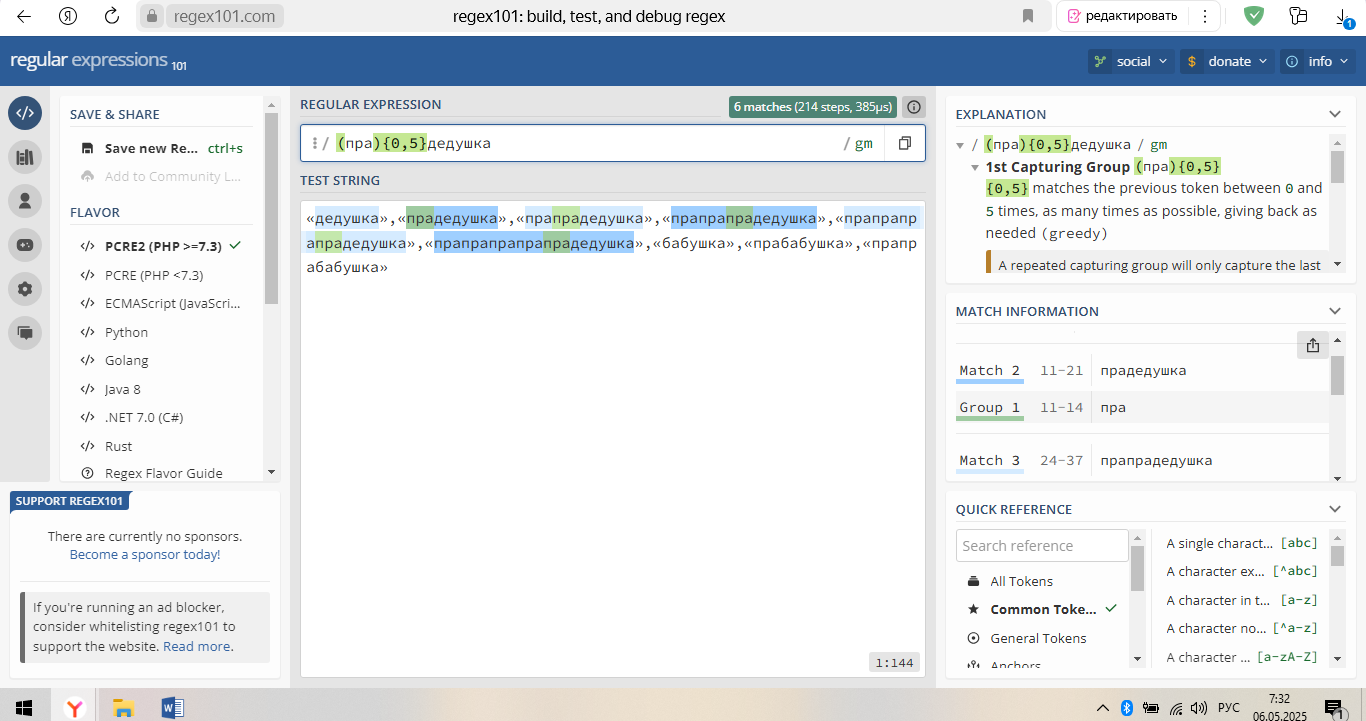 regex101.com
regex101: build, test, and debug regex
редактировать
1
regular expressions 101
social
$ donate
info
SAVE & SHARE
Save new Re... ctrl+s
Add to Community L...
FLAVOR
</> PCRE2 (PHP >=7.3)
</> PCRE (PHP <7.3)
</> ECMAScript (JavaScri...
</> Python
</> Golang
</> Java 8
</> .NET 7.0 (C#)
</> Rust
Regex Flavor Guide
SUPPORT REGEX101
There are currently no sponsors.
Become a sponsor today!
If you're running an ad blocker,
consider whitelisting regex101 to
support the website. Read more.
REGULAR EXPRESSION
6 matches (214 steps, 385µs)
/ (пра){0,5}дедушка / gm
TEST STRING
«дедушка»,«прадедушка»,«прапрадедушка»,«прапрапрадедушка»,«прапрапр
апрадедушка»,«прапрапрапрапрадедушка»,«бабушка»,«прабабушка»,«прапр
абабушка»
1:144
EXPLANATION
/ (пра){0,5}дедушка / gm
1st Capturing Group (пра){0,5}
{0,5} matches the previous token between 0 and
5 times, as many times as possible, giving back as
needed (greedy)
A repeated capturing group will only capture the last
MATCH INFORMATION
Match 2 11-21 прадедушка
Group 1 11-14 пра
Match 3 24-37 прапрадедушка
QUICK REFERENCE
Search reference
All Tokens
Common Toke...
General Tokens
Anchors
A single charact... [abc]
A character ex... [^abc]
A character in t... [a-z]
A character no... [^a-z]
A character ... [a-zA-Z]
РУС
7:32
06.05.2025
1